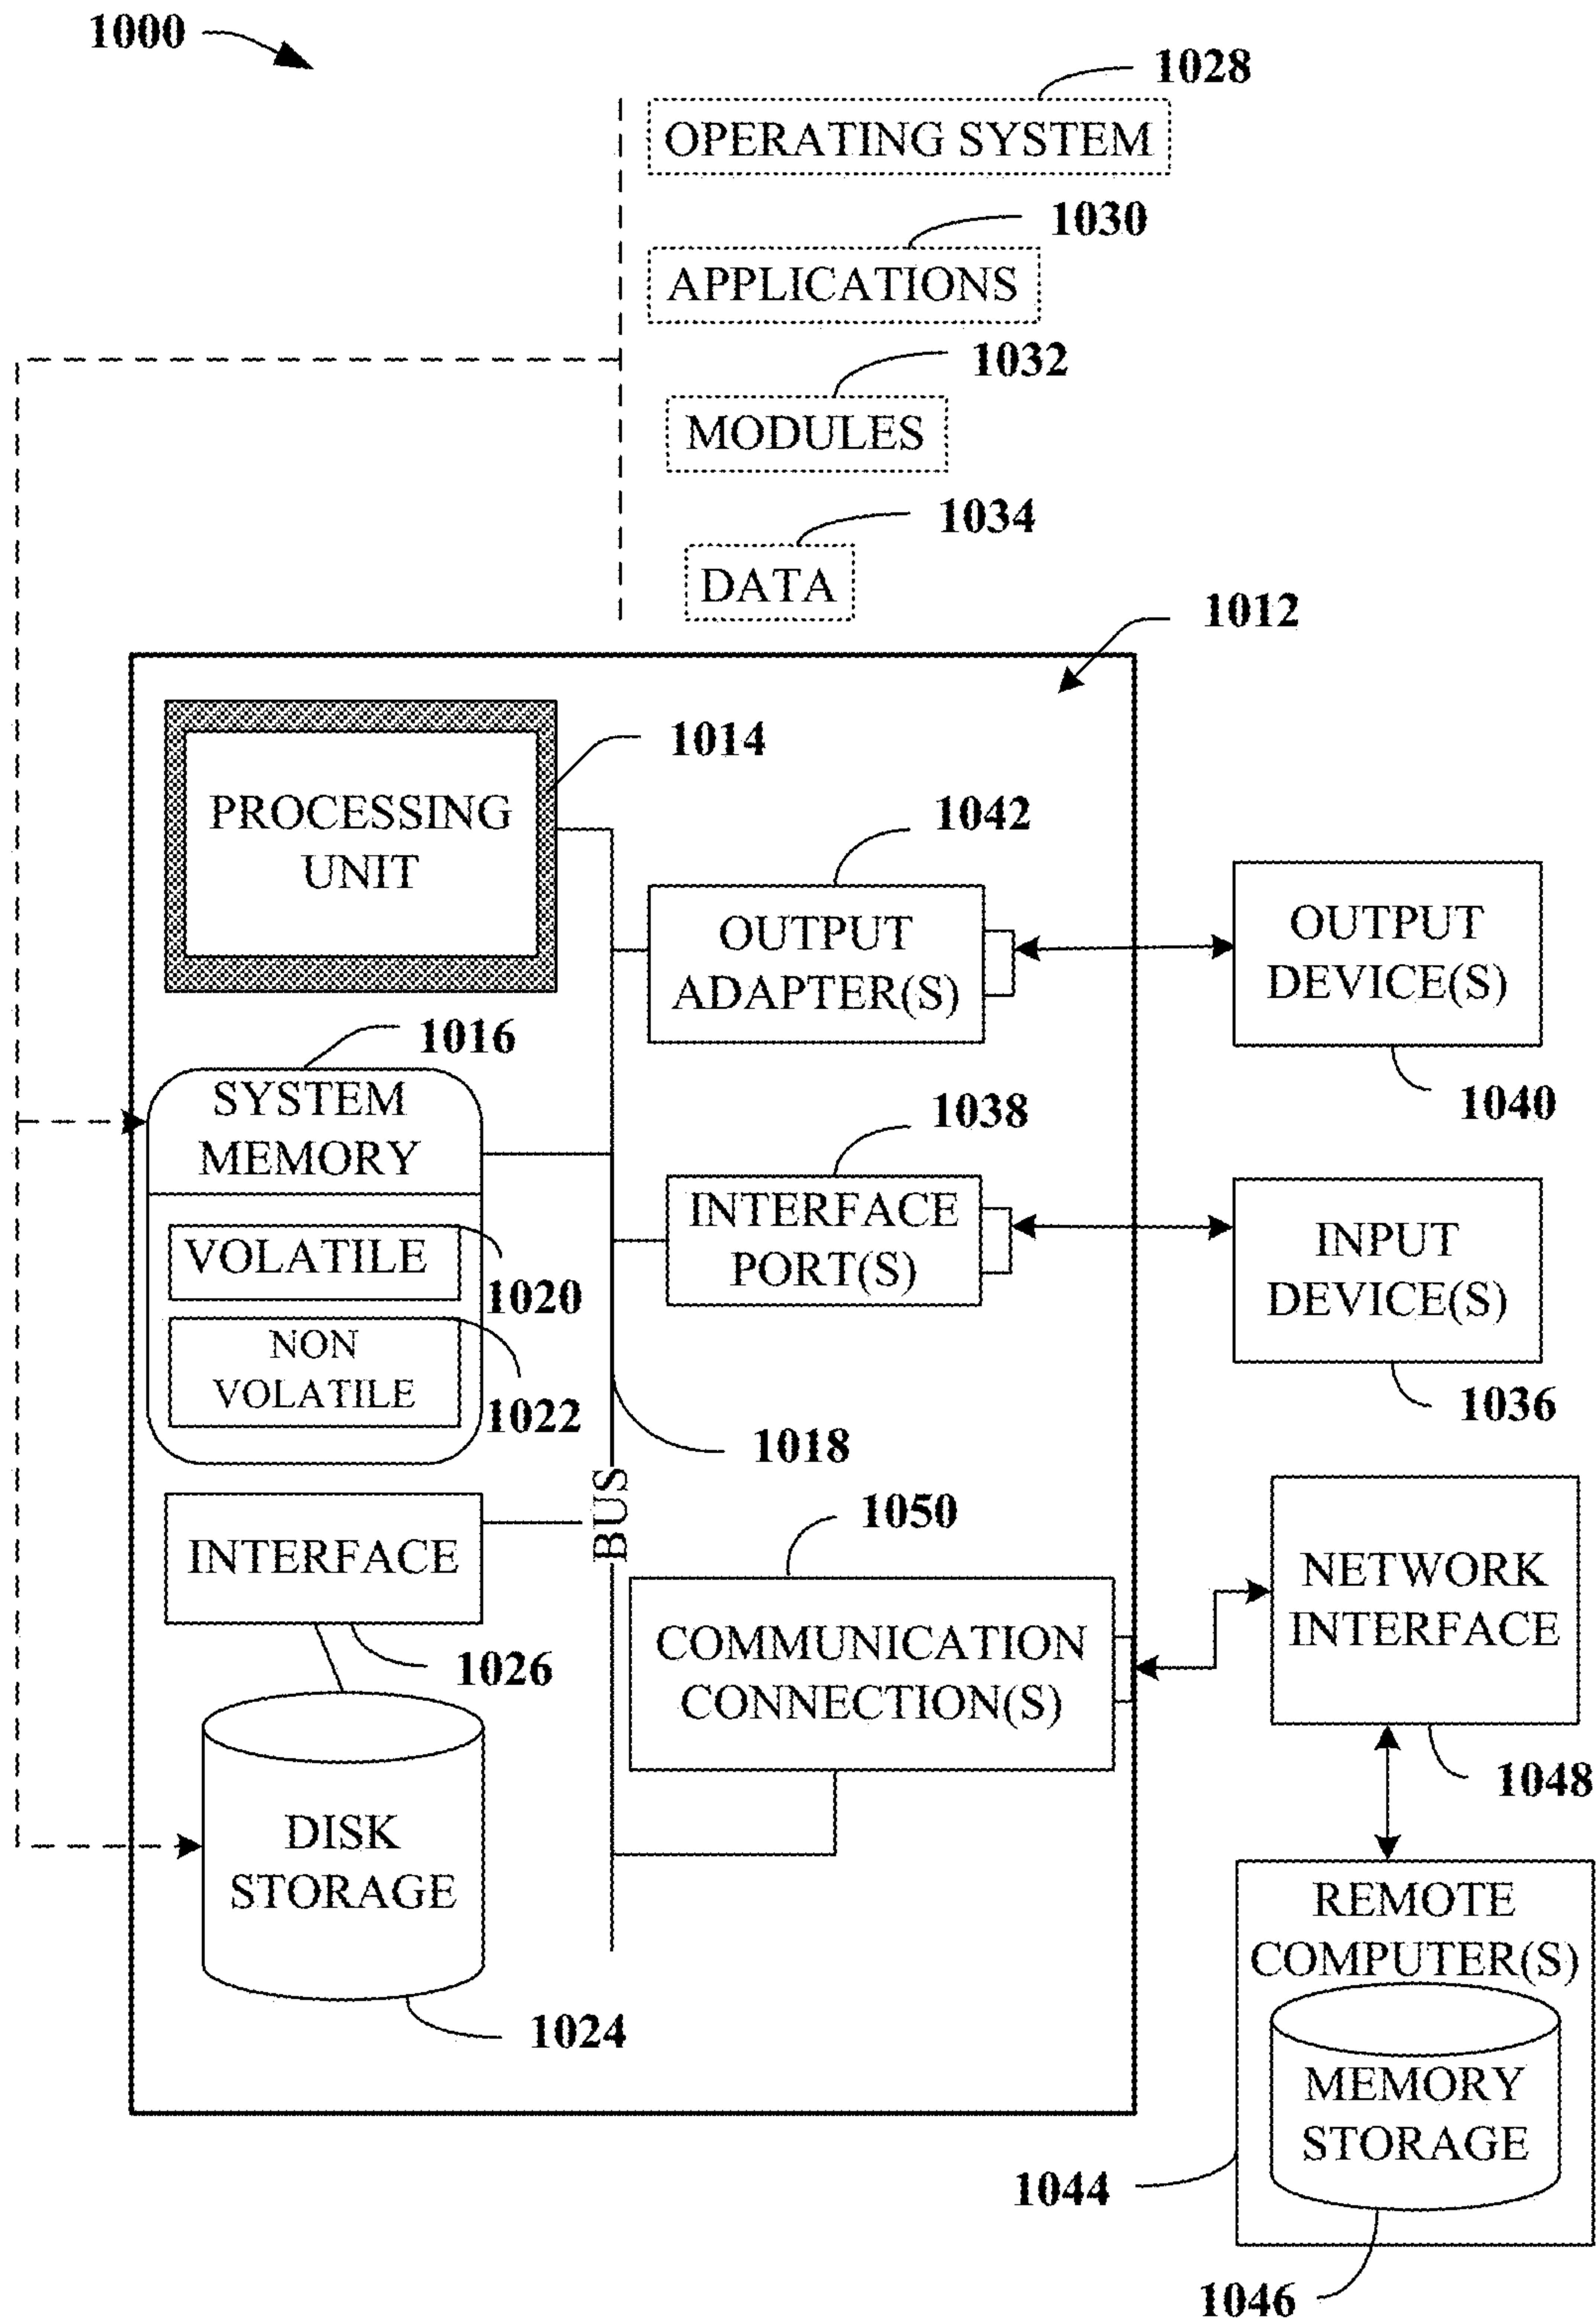 1000
1028
OPERATING SYSTEM
1030
APPLICATIONS
1032
MODULES
1034
DATA
1012
1014
PROCESSING
UNIT
1042
OUTPUT
ADAPTER(S)
OUTPUT
DEVICE(S)
1040
1016
SYSTEM
MEMORY
VOLATILE
1020
NON
VOLATILE
1022
1038
INTERFACE
PORT(S)
INPUT
DEVICE(S)
1036
1018
BUS
INTERFACE
1026
1050
COMMUNICATION
CONNECTION(S)
NETWORK
INTERFACE
1048
DISK
STORAGE
1024
REMOTE
COMPUTER(S)
MEMORY
STORAGE
1044
1046